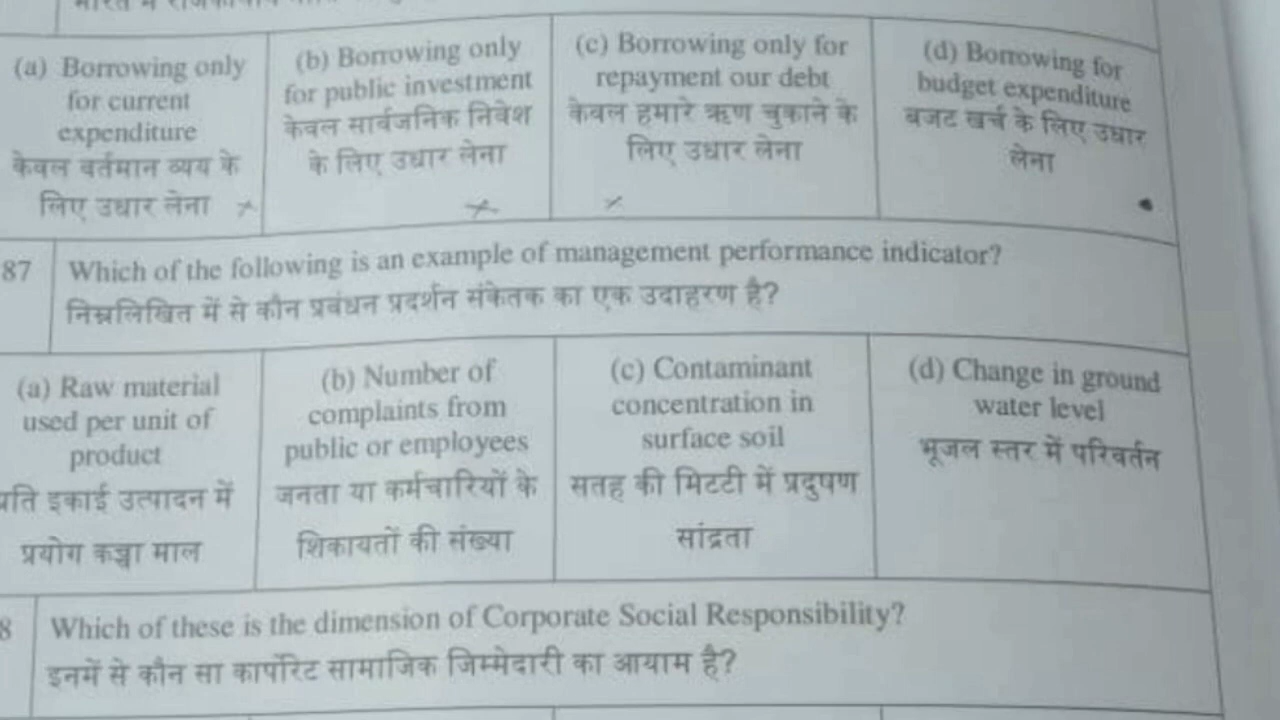 (a) Borrowing only
for current
expenditure
केवल वर्तमान व्यय के
लिए उधार लेना
(b) Borrowing only
for public investment
केवल सार्वजनिक निवेश
के लिए उधार लेना
(c) Borrowing only for
repayment our debt
केवल हमारे ऋण चुकाने के
लिए उधार लेना
(d) Borrowing for
budget expenditure
बजट खर्च के लिए उधार
लेना
87 Which of the following is an example of management performance indicator?
निम्नलिखित में से कौन प्रबंधन प्रदर्शन संकेतक का एक उदाहरण है?
(a) Raw material
used per unit of
product
प्रति इकाई उत्पादन में
प्रयोग कच्चा माल
(b) Number of
complaints from
public or employees
जनता या कर्मचारियों के
शिकायतों की संख्या
(c) Contaminant
concentration in
surface soil
सतह की मिटटी में प्रदुषण
सांद्रता
(d) Change in ground
water level
भूजल स्तर में परिवर्तन
8 Which of these is the dimension of Corporate Social Responsibility?
इनमें से कौन सा कार्पोरेट सामाजिक जिम्मेदारी का आयाम है?